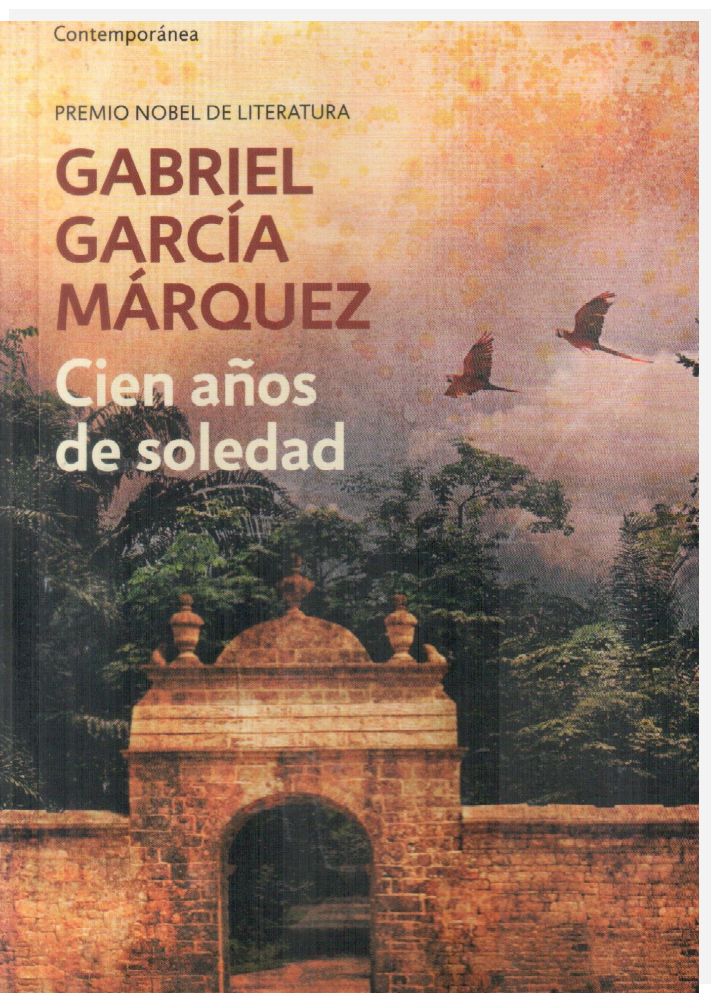 Contemporánea
PREMIO NOBEL DE LITERATURA
GABRIEL
GARCÍA
MÁRQUEZ
Cien años
de soledad